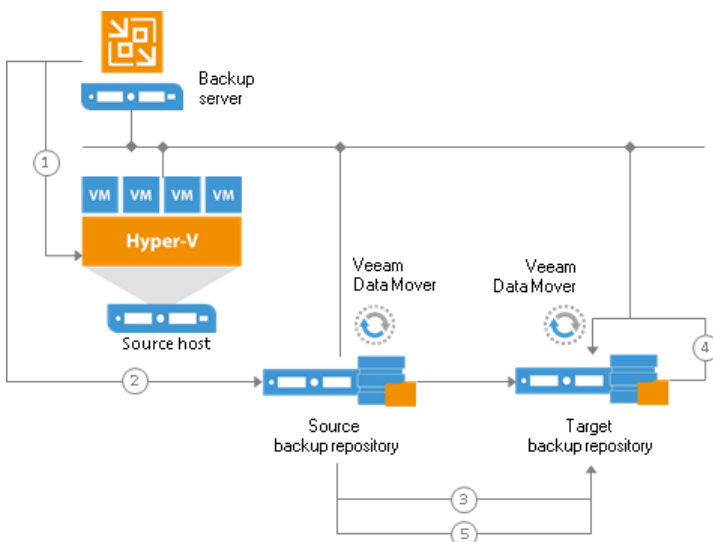 Backup
server
1
VM VM VM VM
Hyper-V
Veeam
Data Mover
Veeam
Data Mover
Source host
4
2
Source
backup repository
Target
backup repository
3
5